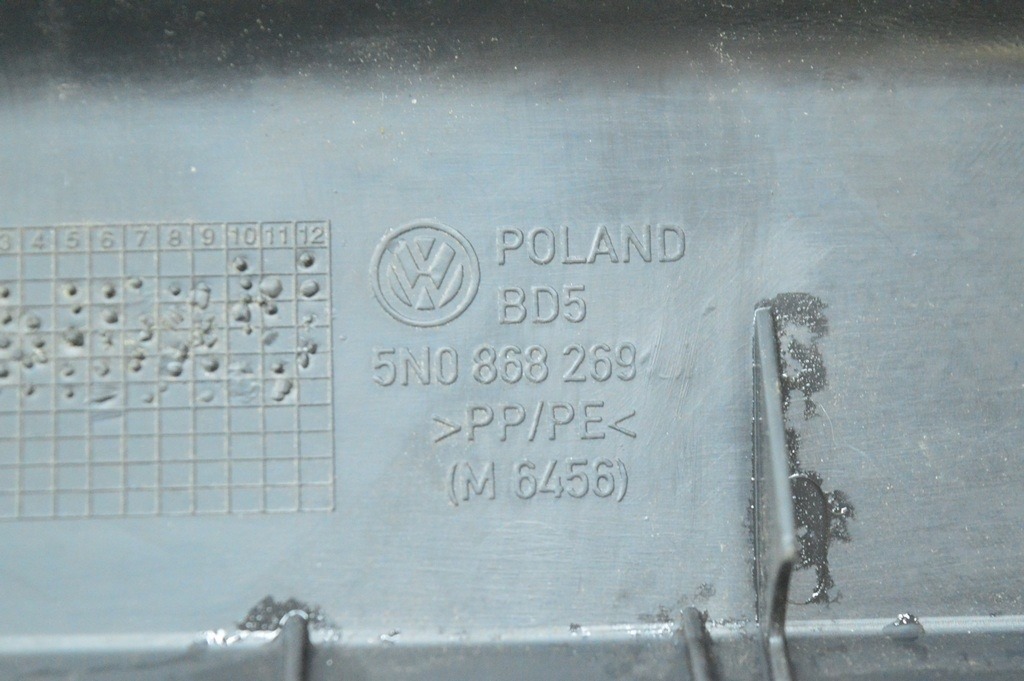 3 4 5 6 7 8 9 10 11 12
POLAND
BD5
5N0 868 269
>PP/PE<
(M 6456)